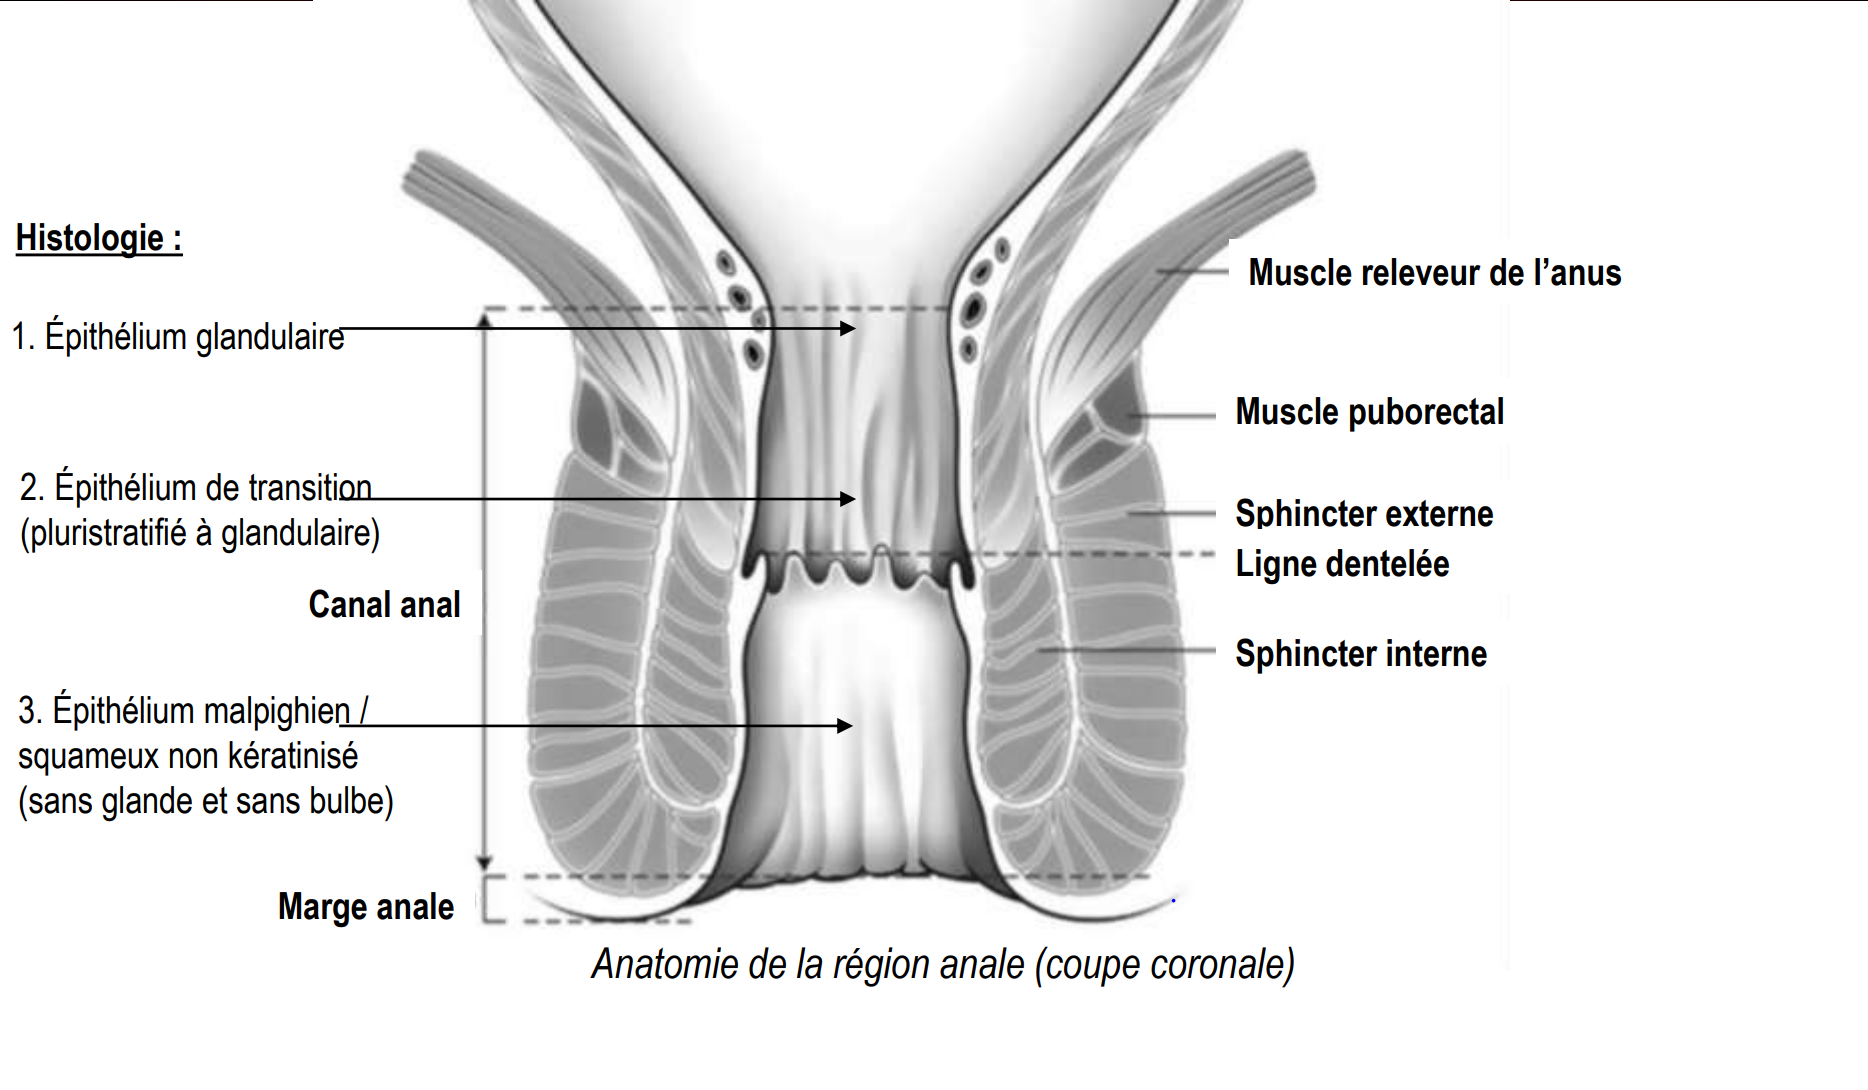 Histologie :
1. Épithélium glandulaire
2. Épithélium de transition
(pluristratifié à glandulaire)
Canal anal
3. Épithélium malpighien /
squameux non kératinisé
(sans glande et sans bulbe)
Marge anale
Muscle releveur de l’anus
Muscle puborectal
Sphincter externe
Ligne dentelée
Sphincter interne
Anatomie de la région anale (coupe coronale)